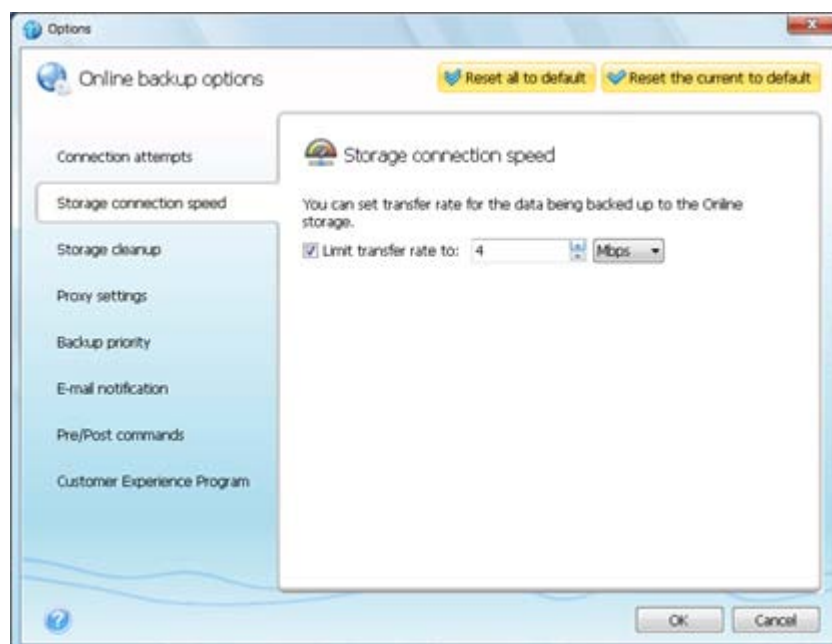 Options
Online backup options
Reset all to default
Reset the current to default
Connection attempts
Storage connection speed
Storage cleanup
Proxy settings
Backup priority
E-mail notification
Pre/Post commands
Customer Experience Program
Storage connection speed
You can set transfer rate for the data being backed up to the Online
storage.
Limit transfer rate to: 4 Mbps
OK
Cancel